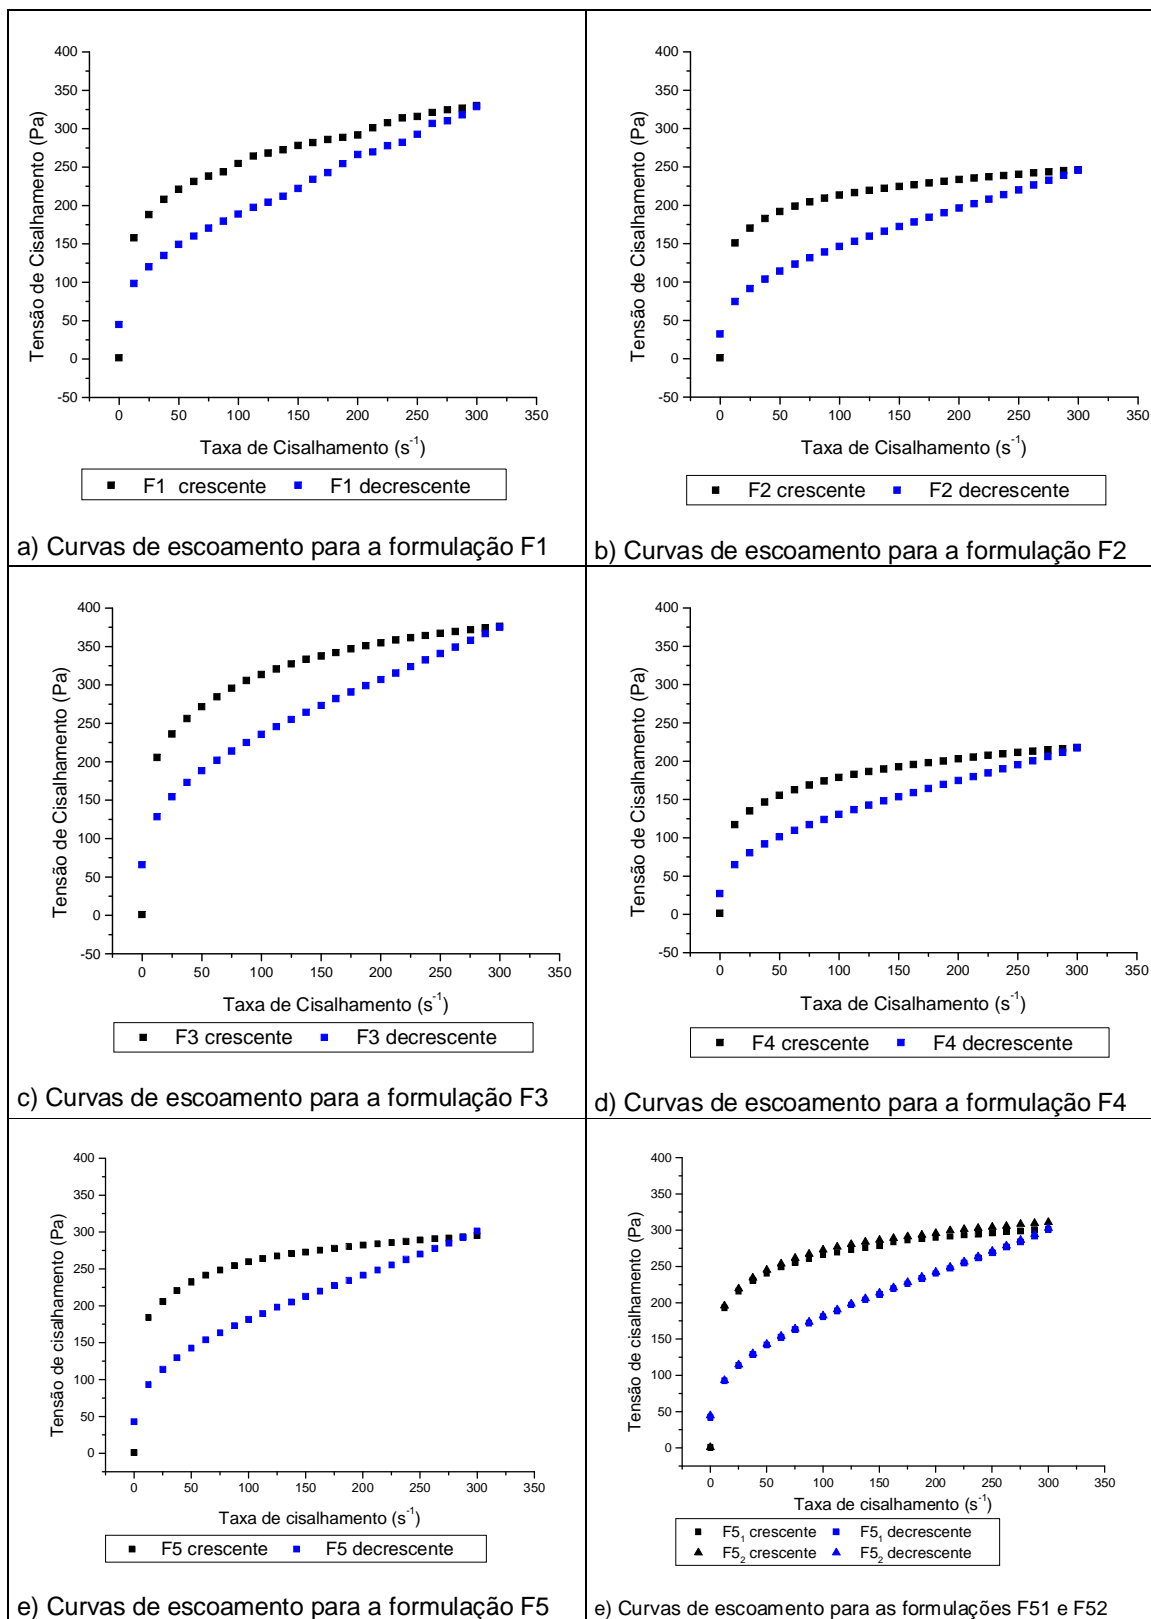 400
350
300
250
200
150
100
50
0
-50
Tensão de Cisalhamento (Pa)
0 50 100 150 200 250 300 350
Taxa de Cisalhamento (s⁻¹)
F1 crescente F1 decrescente
a) Curvas de escoamento para a formulação F1
400
350
300
250
200
150
100
50
0
-50
Tensão de Cisalhamento (Pa)
0 50 100 150 200 250 300 350
Taxa de Cisalhamento (s⁻¹)
F2 crescente F2 decrescente
b) Curvas de escoamento para a formulação F2
400
350
300
250
200
150
100
50
0
-50
Tensão de Cisalhamento (Pa)
0 50 100 150 200 250 300 350
Taxa de Cisalhamento (s⁻¹)
F3 crescente F3 decrescente
c) Curvas de escoamento para a formulação F3
400
350
300
250
200
150
100
50
0
-50
Tensão de Cisalhamento (Pa)
0 50 100 150 200 250 300 350
Taxa de Cisalhamento (s⁻¹)
F4 crescente F4 decrescente
d) Curvas de escoamento para a formulação F4
400
350
300
250
200
150
100
50
0
Tensão de cisalhamento (Pa)
0 50 100 150 200 250 300 350
Taxa de cisalhamento (s⁻¹)
F5 crescente F5 decrescente
e) Curvas de escoamento para a formulação F5
400
350
300
250
200
150
100
50
0
Tensão de cisalhamento (Pa)
0 50 100 150 200 250 300 350
Taxa de cisalhamento (s⁻¹)
F5₁ crescente F5₁ decrescente
F5₂ crescente F5₂ decrescente
e) Curvas de escoamento para as formulações F51 e F52